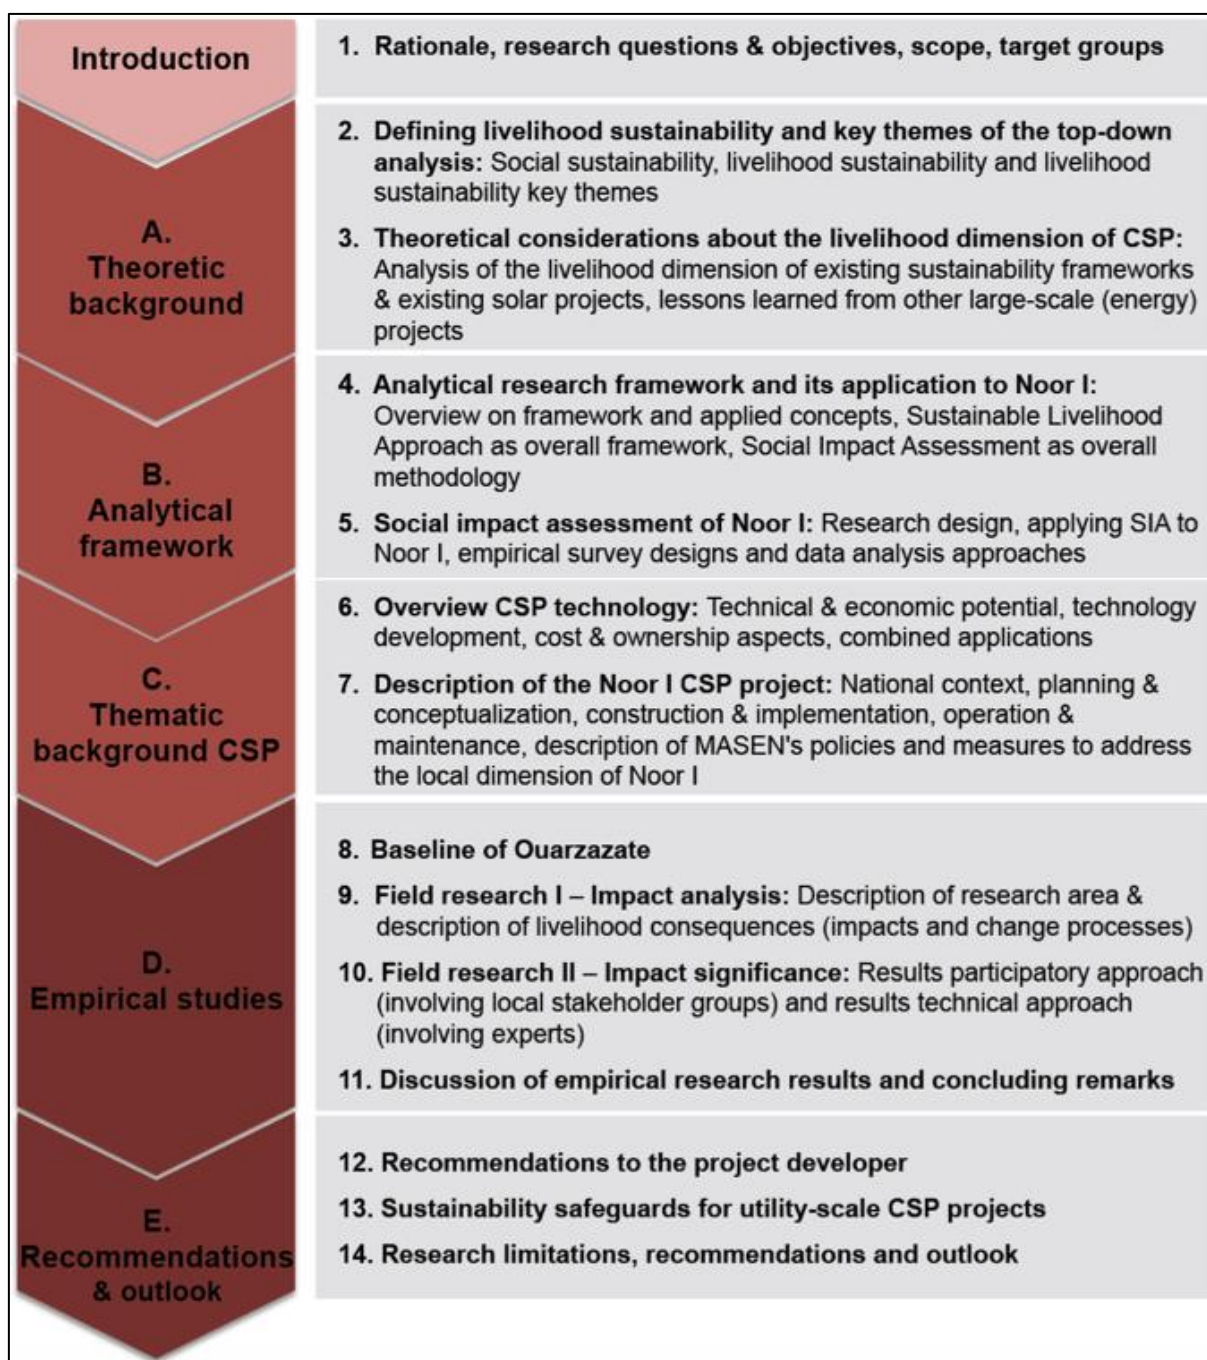 Introduction
1. Rationale, research questions & objectives, scope, target groups
A.
Theoretic
background
2. Defining livelihood sustainability and key themes of the top-down
analysis: Social sustainability, livelihood sustainability and livelihood
sustainability key themes
3. Theoretical considerations about the livelihood dimension of CSP:
Analysis of the livelihood dimension of existing sustainability frameworks
& existing solar projects, lessons learned from other large-scale (energy)
projects
B.
Analytical
framework
4. Analytical research framework and its application to Noor I:
Overview on framework and applied concepts, Sustainable Livelihood
Approach as overall framework, Social Impact Assessment as overall
methodology
5. Social impact assessment of Noor I: Research design, applying SIA to
Noor I, empirical survey designs and data analysis approaches
C.
Thematic
background CSP
6. Overview CSP technology: Technical & economic potential, technology
development, cost & ownership aspects, combined applications
7. Description of the Noor I CSP project: National context, planning &
conceptualization, construction & implementation, operation &
maintenance, description of MASEN's policies and measures to address
the local dimension of Noor I
D.
Empirical studies
8. Baseline of Ouarzazate
9. Field research I – Impact analysis: Description of research area &
description of livelihood consequences (impacts and change processes)
10. Field research II – Impact significance: Results participatory approach
(involving local stakeholder groups) and results technical approach
(involving experts)
11. Discussion of empirical research results and concluding remarks
E.
Recommendations
& outlook
12. Recommendations to the project developer
13. Sustainability safeguards for utility-scale CSP projects
14. Research limitations, recommendations and outlook